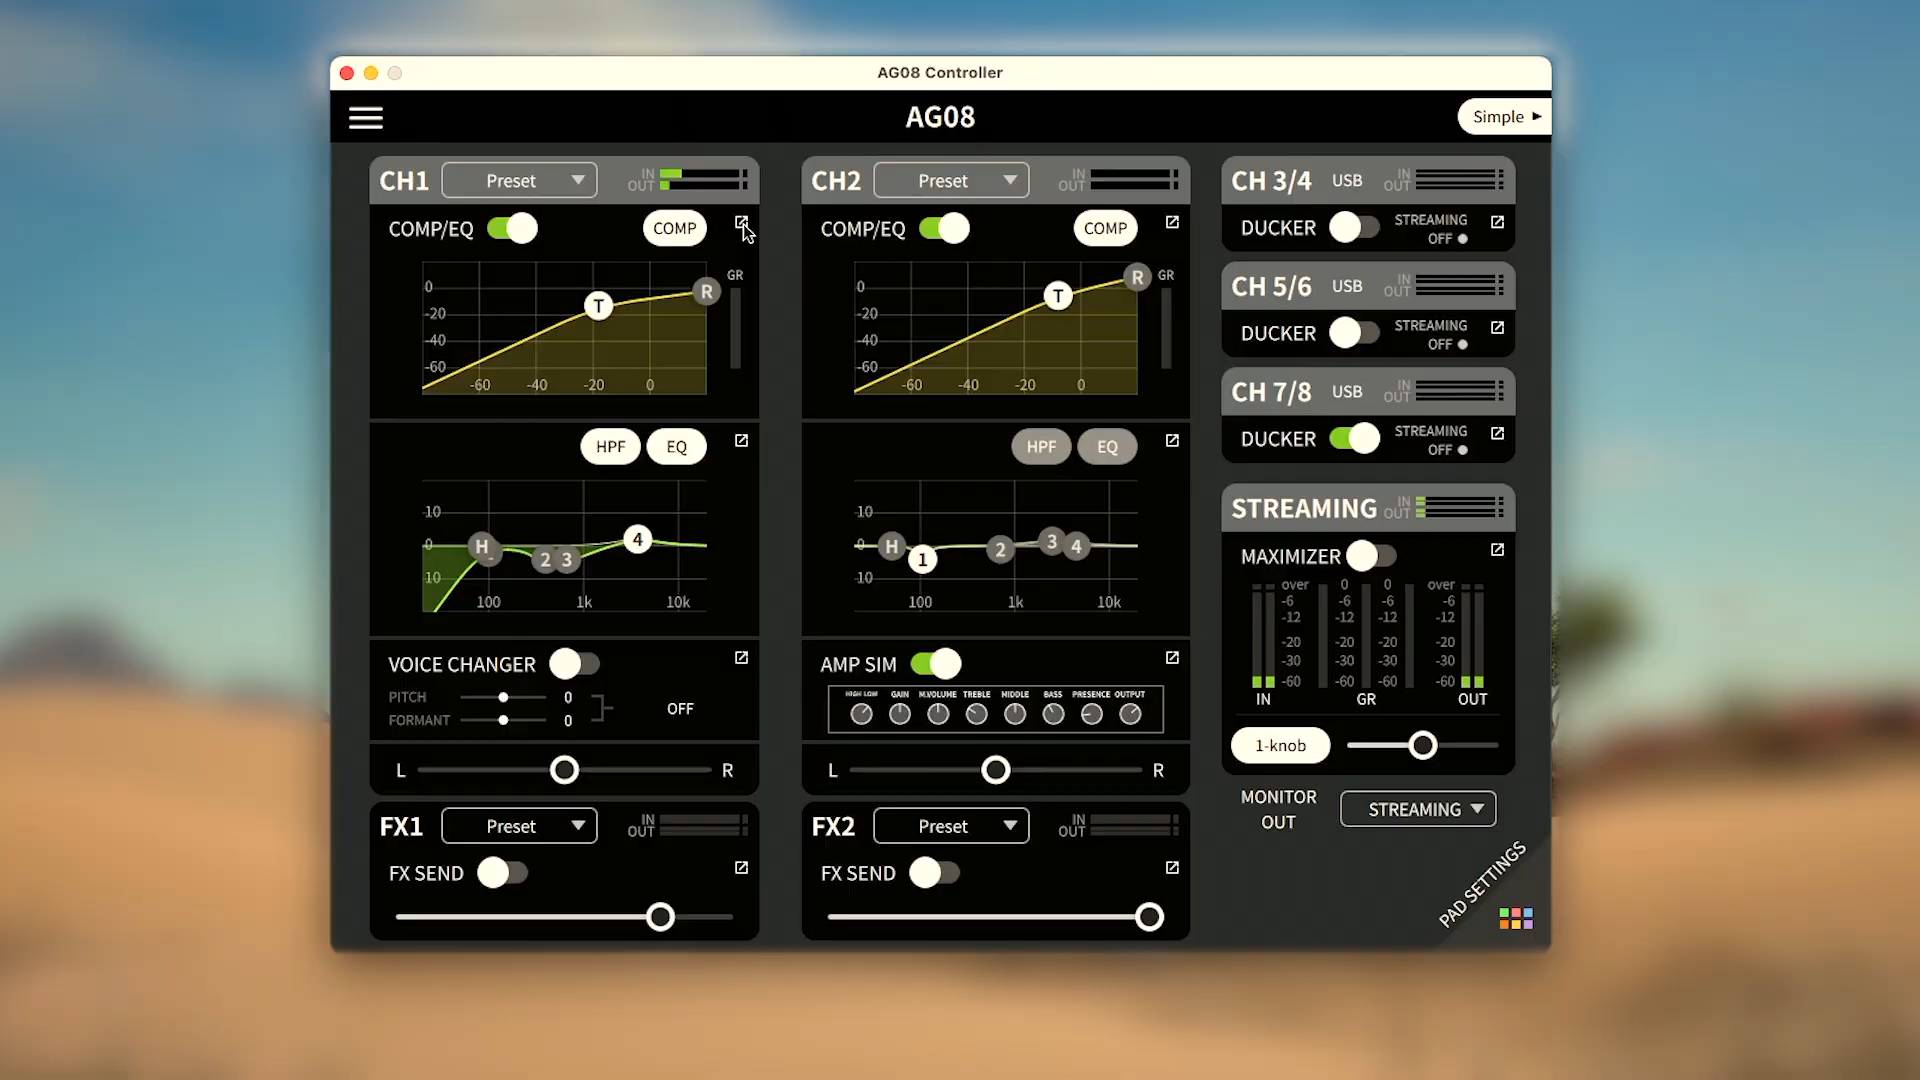 AG08 Controller
AG08
Simple
CH1 Preset IN OUT
COMP/EQ COMP
GR
T R
0
-20
-40
-60
-60 -40 -20 0
HPF EQ
10
0
10
H 2 3 4
100 1k 10k
VOICE CHANGER
PITCH 0
FORMANT 0
OFF
L R
FX1 Preset IN OUT
FX SEND
CH2 Preset IN OUT
COMP/EQ COMP
GR
T R
0
-20
-40
-60
-60 -40 -20 0
HPF EQ
10
0
10
H 1 2 3 4
100 1k 10k
AMP SIM
HIGH LOW GAIN M.VOLUME TREBLE MIDDLE BASS PRESENCE OUTPUT
L R
FX2 Preset IN OUT
FX SEND
CH 3/4 USB IN OUT
DUCKER STREAMING OFF
CH 5/6 USB IN OUT
DUCKER STREAMING OFF
CH 7/8 USB IN OUT
DUCKER STREAMING OFF
STREAMING IN OUT
MAXIMIZER
over 0 0 over
-6 -6 -6 -6
-12 -12 -12 -12
-20 -20 -20 -20
-30 -30 -30 -30
-60 -60 -60 -60
IN GR OUT
1-knob
MONITOR OUT STREAMING
PAD SETTINGS